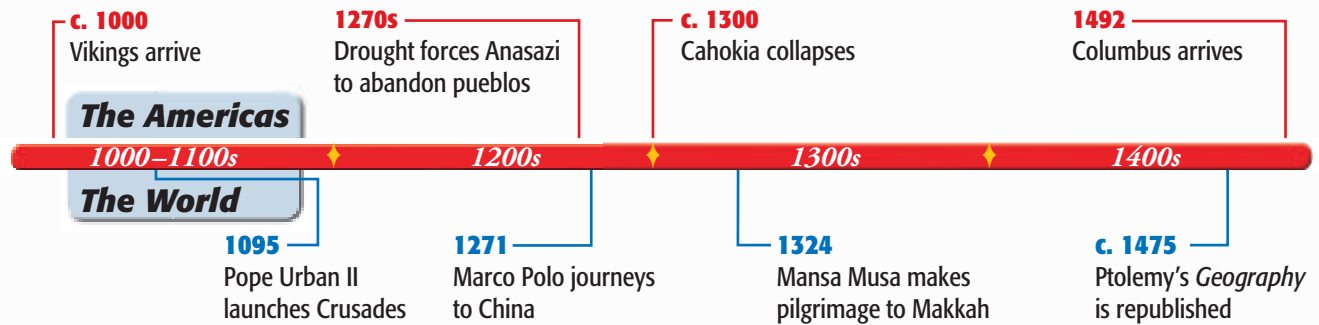 c. 1000
Vikings arrive
1270s
Drought forces Anasazi
to abandon pueblos
c. 1300
Cahokia collapses
1492
Columbus arrives
The Americas
1000–1100s
1200s
1300s
1400s
The World
1095
Pope Urban II
launches Crusades
1271
Marco Polo journeys
to China
1324
Mansa Musa makes
pilgrimage to Makkah
c. 1475
Ptolemy's Geography
is republished